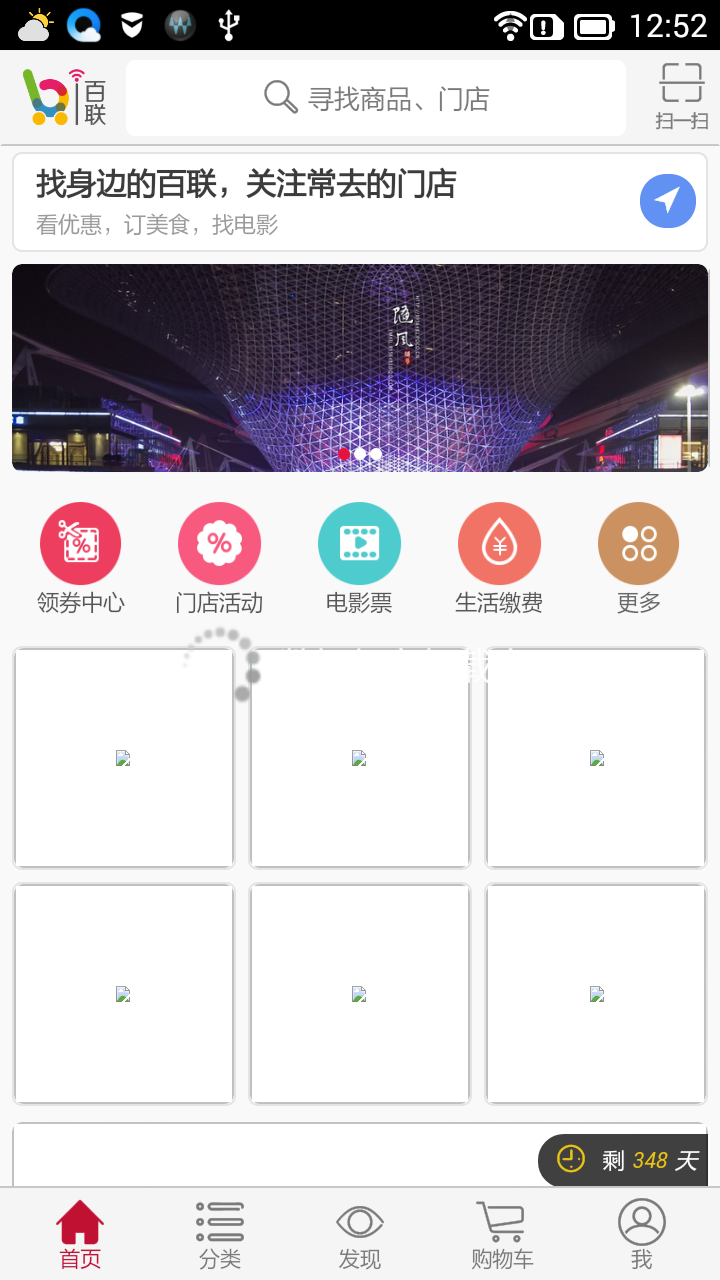 12:52
百联
寻找商品、门店
扫一扫
找身边的百联，关注常去的门店
看优惠，订美食，找电影
随风
领券中心
门店活动
电影票
生活缴费
更多
剩 348 天
首页
分类
发现
购物车
我